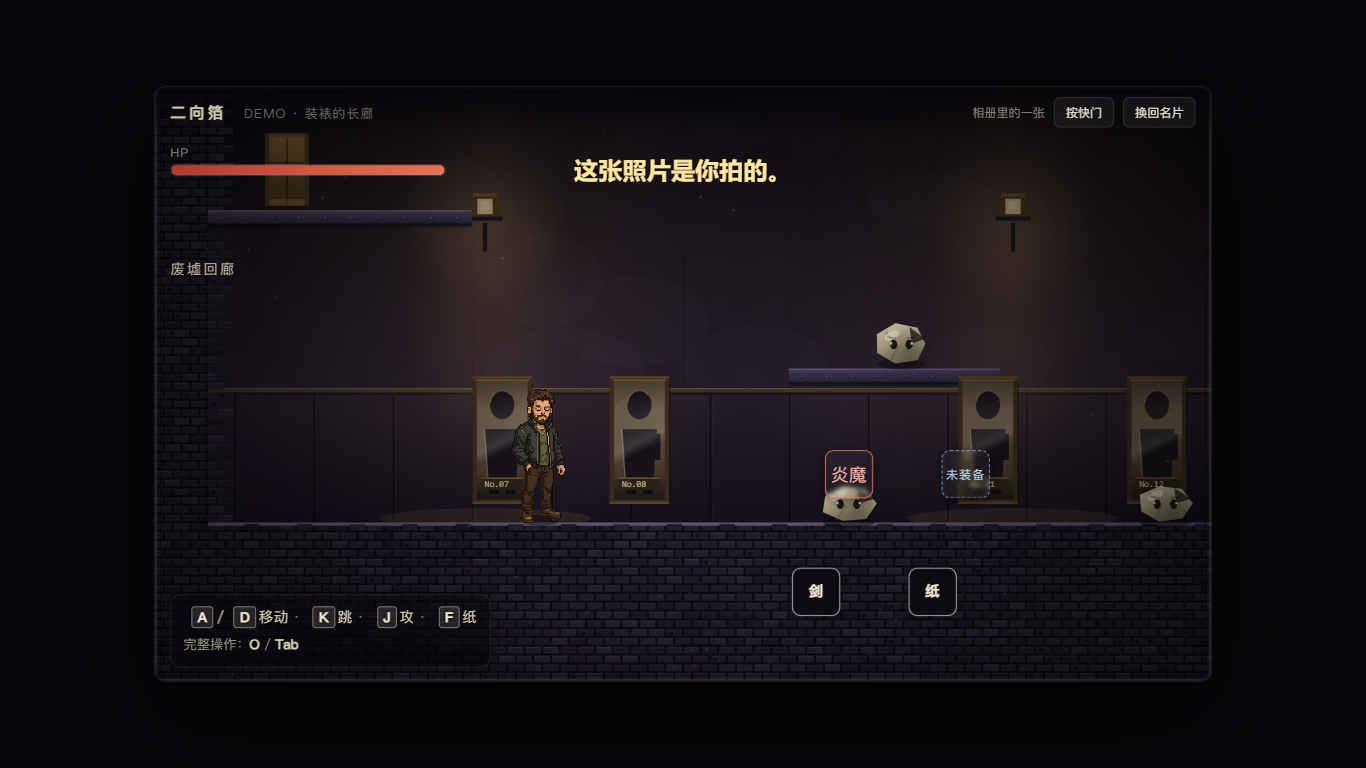 二向箔 DEMO · 装裱的长廊
相册里的一张 按快门 换回名片
HP
这张照片是你拍的。
废墟回廊
炎魔
未装备
No.07
No.08
No.12
剑
纸
A / D 移动 · K 跳 · J 攻 · F 纸
完整操作: O / Tab